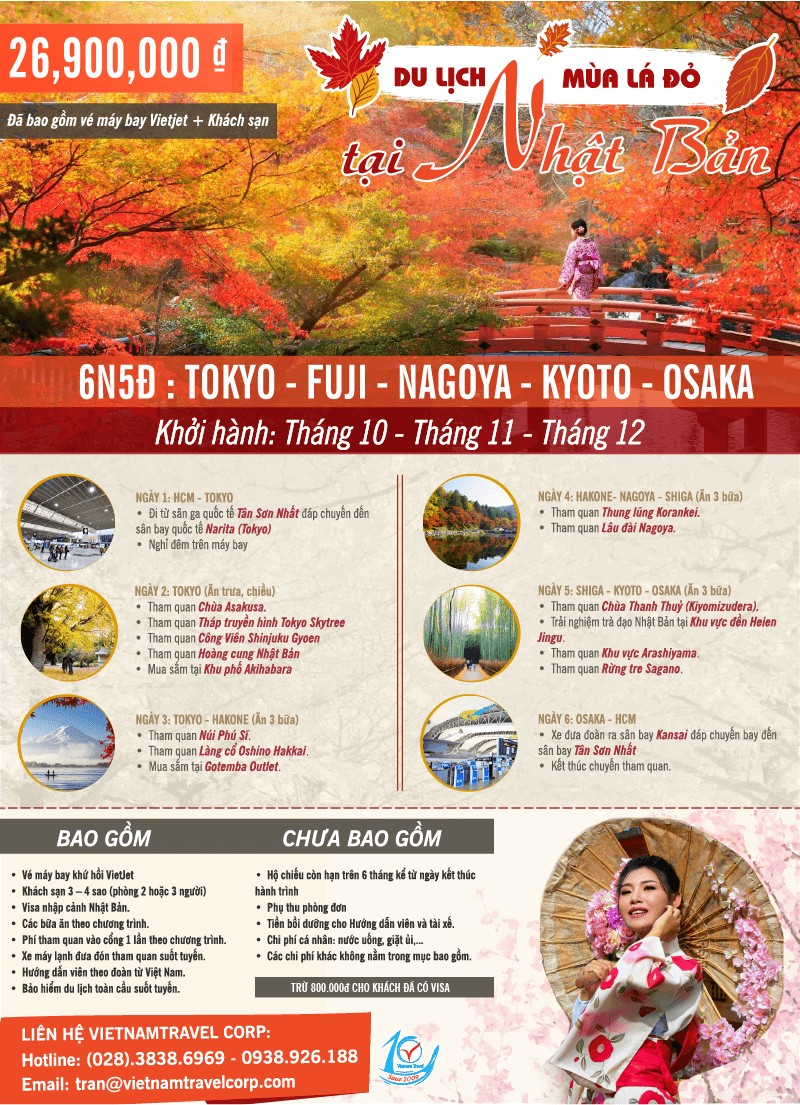 26,900,000 ₫
Đã bao gồm vé máy bay Vietjet + Khách sạn
DU LỊCH MÙA LÁ ĐỎ
tại Nhật Bản
6N5Đ : TOKYO - FUJI - NAGOYA - KYOTO - OSAKA
Khởi hành: Tháng 10 - Tháng 11 - Tháng 12
NGÀY 1: HCM - TOKYO
• Đi từ sân ga quốc tế Tân Sơn Nhất đáp chuyến đến
sân bay quốc tế Narita (Tokyo)
• Nghỉ đêm trên máy bay
NGÀY 2: TOKYO (Ăn trưa, chiều)
• Tham quan Chùa Asakusa.
• Tham quan Tháp truyền hình Tokyo Skytree
• Tham quan Công Viên Shinjuku Gyoen
• Tham quan Hoàng cung Nhật Bản
• Mua sắm tại Khu phố Akihabara
NGÀY 3: TOKYO - HAKONE (Ăn 3 bữa)
• Tham quan Núi Phú Sĩ.
• Tham quan Làng cổ Oshino Hakkai.
• Mua sắm tại Gotemba Outlet.
NGÀY 4: HAKONE- NAGOYA - SHIGA (Ăn 3 bữa)
• Tham quan Thung lũng Korankei.
• Tham quan Lâu đài Nagoya.
NGÀY 5: SHIGA - KYOTO - OSAKA (Ăn 3 bữa)
• Tham quan Chùa Thanh Thuỷ (Kiyomizudera).
• Trải nghiệm trà đạo Nhật Bản tại Khu vực đền Heien
Jingu.
• Tham quan Khu vực Arashiyama.
• Tham quan Rừng tre Sagano.
NGÀY 6: OSAKA - HCM
• Xe đưa đoàn ra sân bay Kansai đáp chuyến bay đến
sân bay Tân Sơn Nhất
• Kết thúc chuyến tham quan.
BAO GỒM
• Vé máy bay khứ hồi VietJet
• Khách sạn 3 – 4 sao (phòng 2 hoặc 3 người)
• Visa nhập cảnh Nhật Bản.
• Các bữa ăn theo chương trình.
• Phí tham quan vào cổng 1 lần theo chương trình.
• Xe máy lạnh đưa đón tham quan suốt tuyến.
• Hướng dẫn viên theo đoàn từ Việt Nam.
• Bảo hiểm du lịch toàn cầu suốt tuyến.
CHƯA BAO GỒM
• Hộ chiếu còn hạn trên 6 tháng kể từ ngày kết thúc
hành trình
• Phụ thu phòng đơn
• Tiền bồi dưỡng cho Hướng dẫn viên và tài xế.
• Chi phí cá nhân: nước uống, giặt ủi,...
• Các chi phí khác không nằm trong mục bao gồm.
TRỪ 800.000đ CHO KHÁCH ĐÃ CÓ VISA
LIÊN HỆ VIETNAMTRAVEL CORP:
Hotline: (028).3838.6969 - 0938.926.188
Email: tran@vietnamtravelcorp.com
10
Vietnam Travel
Since 2009